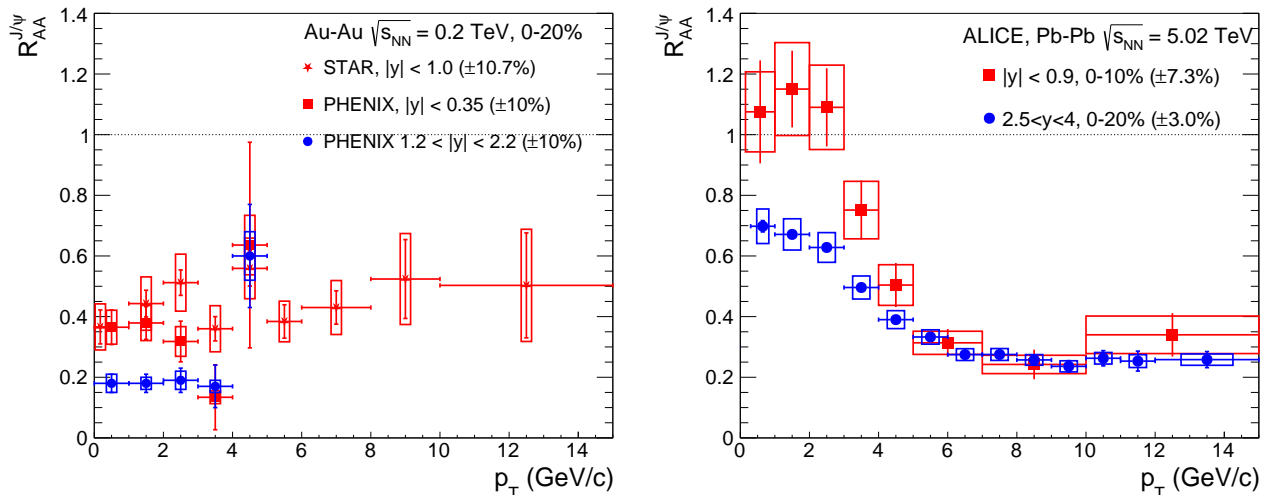 R_AA^J/ψ
Au-Au √s_NN = 0.2 TeV, 0-20%
STAR, |y| < 1.0 (±10.7%)
PHENIX, |y| < 0.35 (±10%)
PHENIX 1.2 < |y| < 2.2 (±10%)
1.4
1.2
1
0.8
0.6
0.4
0.2
0
0 2 4 6 8 10 12 14
p_T (GeV/c)
R_AA^J/ψ
ALICE, Pb-Pb √s_NN = 5.02 TeV
|y| < 0.9, 0-10% (±7.3%)
2.5<y<4, 0-20% (±3.0%)
1.4
1.2
1
0.8
0.6
0.4
0.2
0
0 2 4 6 8 10 12 14
p_T (GeV/c)